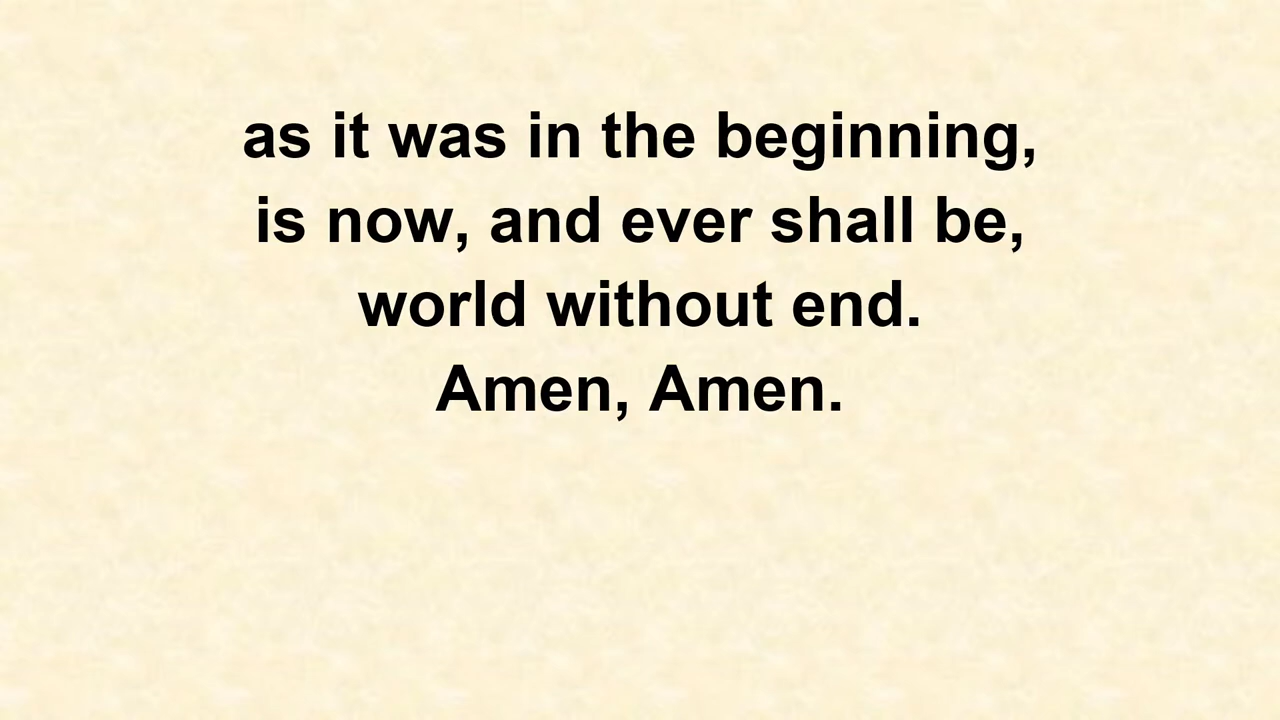 as it was in the beginning,
is now, and ever shall be,
world without end.
Amen, Amen.